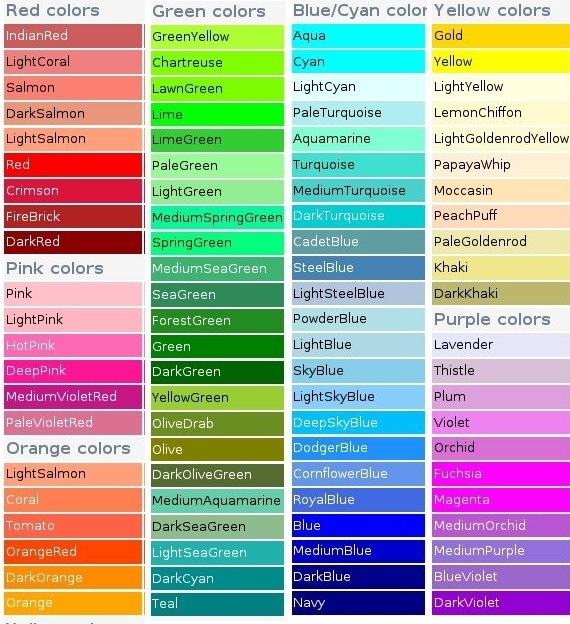 Red colors
IndianRed
LightCoral
Salmon
DarkSalmon
LightSalmon
Red
Crimson
FireBrick
DarkRed
Pink colors
Pink
LightPink
HotPink
DeepPink
MediumVioletRed
PaleVioletRed
Orange colors
LightSalmon
Coral
Tomato
OrangeRed
DarkOrange
Orange
Green colors
GreenYellow
Chartreuse
LawnGreen
Lime
LimeGreen
PaleGreen
LightGreen
MediumSpringGreen
SpringGreen
MediumSeaGreen
SeaGreen
ForestGreen
Green
DarkGreen
YellowGreen
OliveDrab
Olive
DarkOliveGreen
MediumAquamarine
DarkSeaGreen
LightSeaGreen
DarkCyan
Teal
Blue/Cyan color
Aqua
Cyan
LightCyan
PaleTurquoise
Aquamarine
Turquoise
MediumTurquoise
DarkTurquoise
CadetBlue
SteelBlue
LightSteelBlue
PowderBlue
LightBlue
SkyBlue
LightSkyBlue
DeepSkyBlue
DodgerBlue
CornflowerBlue
RoyalBlue
Blue
MediumBlue
DarkBlue
Navy
Yellow colors
Gold
Yellow
LightYellow
LemonChiffon
LightGoldenrodYellow
PapayaWhip
Moccasin
PeachPuff
PaleGoldenrod
Khaki
DarkKhaki
Purple colors
Lavender
Thistle
Plum
Violet
Orchid
Fuchsia
Magenta
MediumOrchid
MediumPurple
BlueViolet
DarkViolet